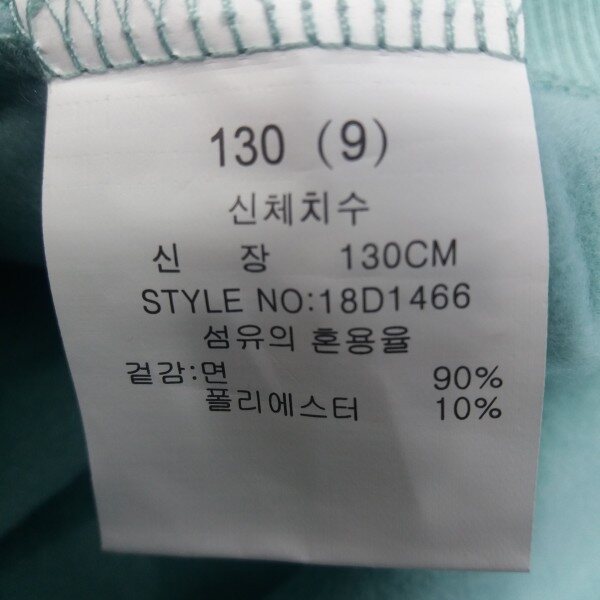 130 (9)
신체치수
신 장 130CM
STYLE NO:18D1466
섬유의 혼용율
겉감:면 90%
폴리에스터 10%